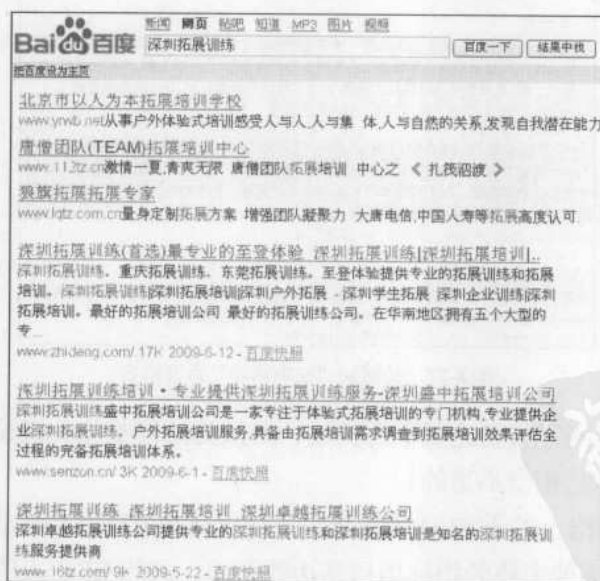 新闻 网页 贴吧 知道 MP3 图片 视频
Bai du 百度 深圳拓展训练 百度一下 结果中找
把百度设为主页
北京市以人为本拓展培训学校
从事户外体验式培训感受人与人,人与集 体,人与自然的关系,发现自我潜在能力
唐僧团队(TEAM)拓展培训中心
www.112tz.cn激情一夏,青爽无限 唐僧团队拓展培训 中心之 《 扎筏泅渡 》
狼旗拓展拓展专家
www.lqtz.com.cn量身定制拓展方案 增强团队凝聚力 大唐电信,中国人寿等拓展高度认可
深圳拓展训练(首选)最专业的至登体验_深圳拓展训练|深圳拓展培训|..
深圳拓展训练、重庆拓展训练、东莞拓展训练。至登体验提供专业的拓展训练和拓展
培训。深圳拓展训练|深圳拓展培训|深圳户外拓展 - 深圳学生拓展 深圳企业训练|深圳
拓展培训。最好的拓展培训公司 最好的拓展训练公司。在华南地区拥有五个大型的
专...
www.zhideng.com/ 17K 2009-6-12 - 百度快照
深圳拓展训练培训·专业提供深圳拓展训练服务-深圳盛中拓展培训公司
深圳拓展训练盛中拓展培训公司是一家专注于体验式拓展培训的专门机构,专业提供企
业深圳拓展训练、户外拓展培训服务,具备由拓展培训需求调查到拓展培训效果评估全
过程的完备拓展培训体系。
www.senzon.cn/ 3K 2009-6-1 - 百度快照
深圳拓展训练_深圳拓展培训_深圳卓越拓展训练公司
深圳卓越拓展训练公司提供专业的深圳拓展训练和深圳拓展培训是知名的深圳拓展训
练服务提供商
www.16tz.com/ 9K 2009-5-22 - 百度快照